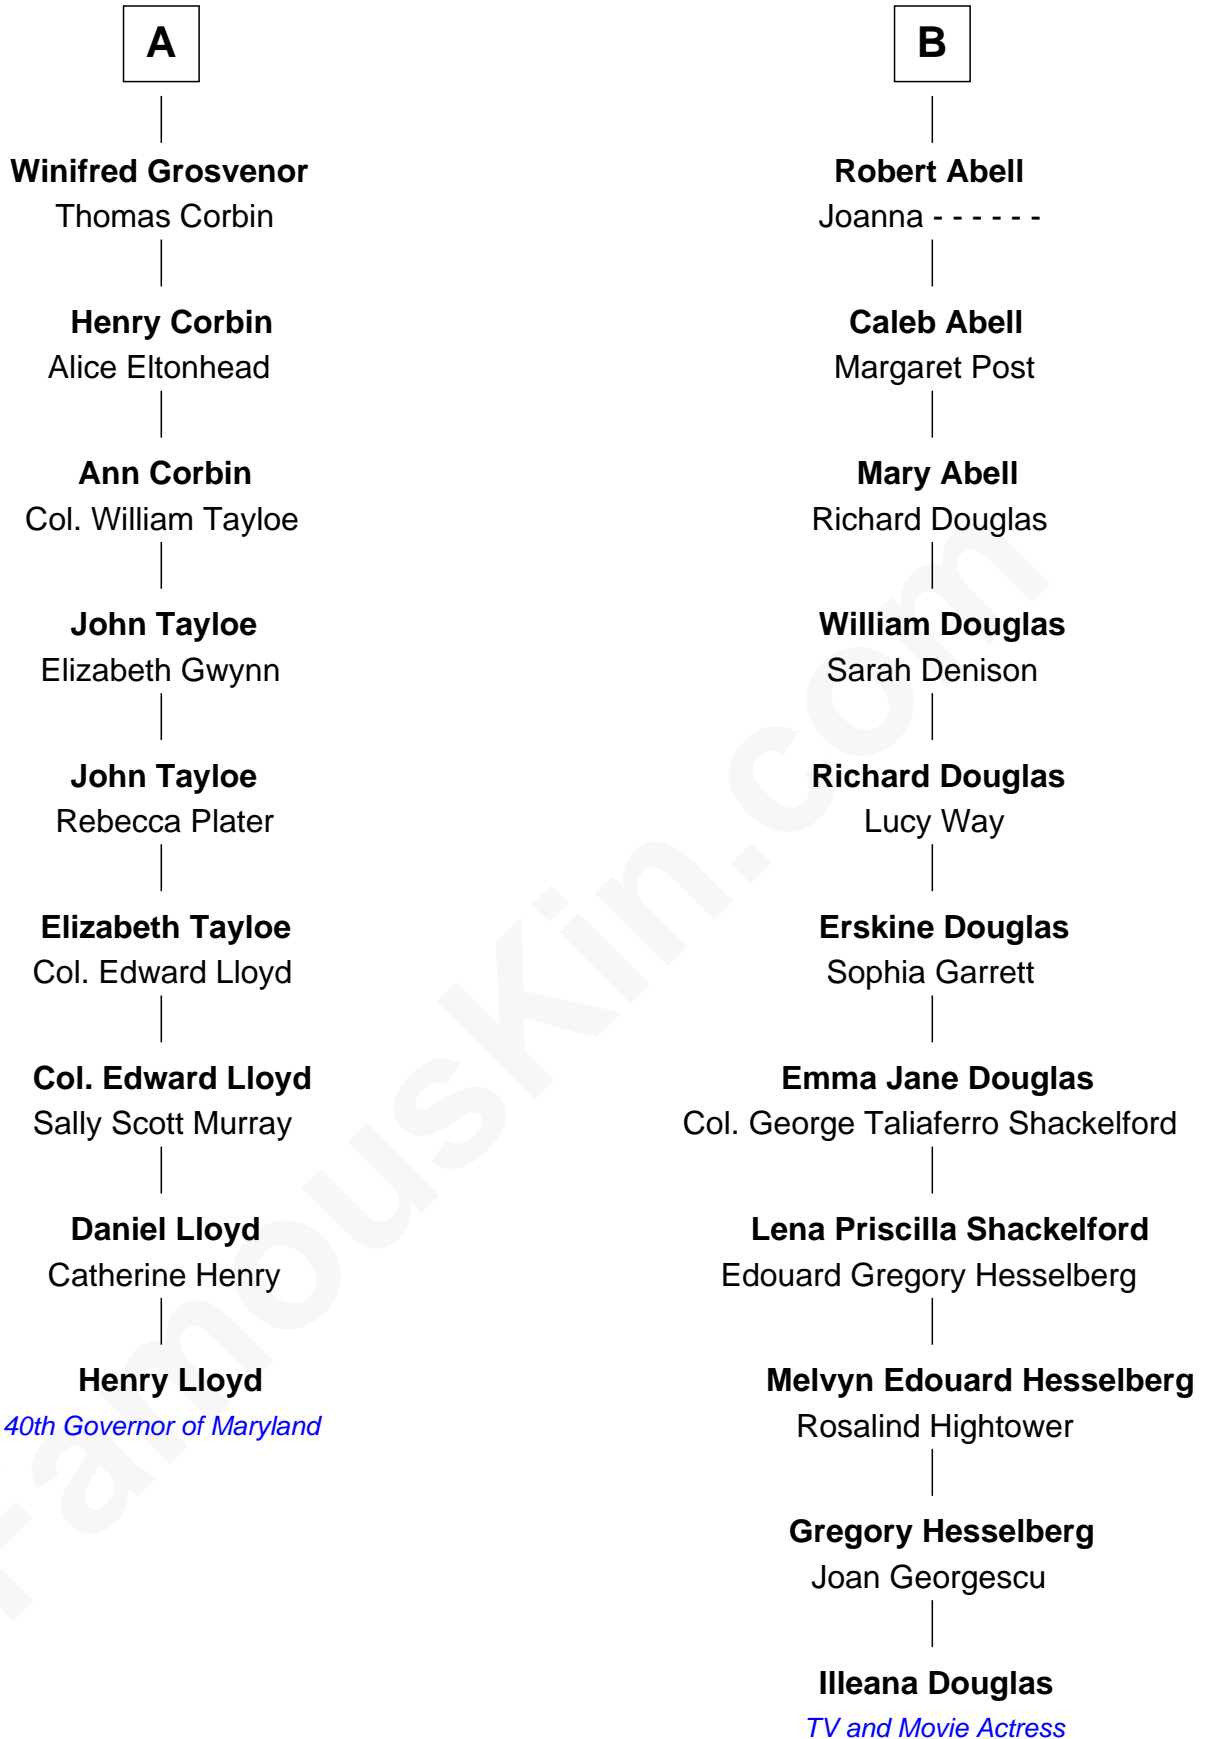 A
Winifred Grosvenor
Thomas Corbin
Henry Corbin
Alice Eltonhead
Ann Corbin
Col. William Tayloe
John Tayloe
Elizabeth Gwynn
John Tayloe
Rebecca Plater
Elizabeth Tayloe
Col. Edward Lloyd
Col. Edward Lloyd
Sally Scott Murray
Daniel Lloyd
Catherine Henry
Henry Lloyd
40th Governor of Maryland
B
Robert Abell
Joanna - - - - - -
Caleb Abell
Margaret Post
Mary Abell
Richard Douglas
William Douglas
Sarah Denison
Richard Douglas
Lucy Way
Erskine Douglas
Sophia Garrett
Emma Jane Douglas
Col. George Taliaferro Shackelford
Lena Priscilla Shackelford
Edouard Gregory Hesselberg
Melvyn Edouard Hesselberg
Rosalind Hightower
Gregory Hesselberg
Joan Georgescu
Illeana Douglas
TV and Movie Actress
FamousKin.com